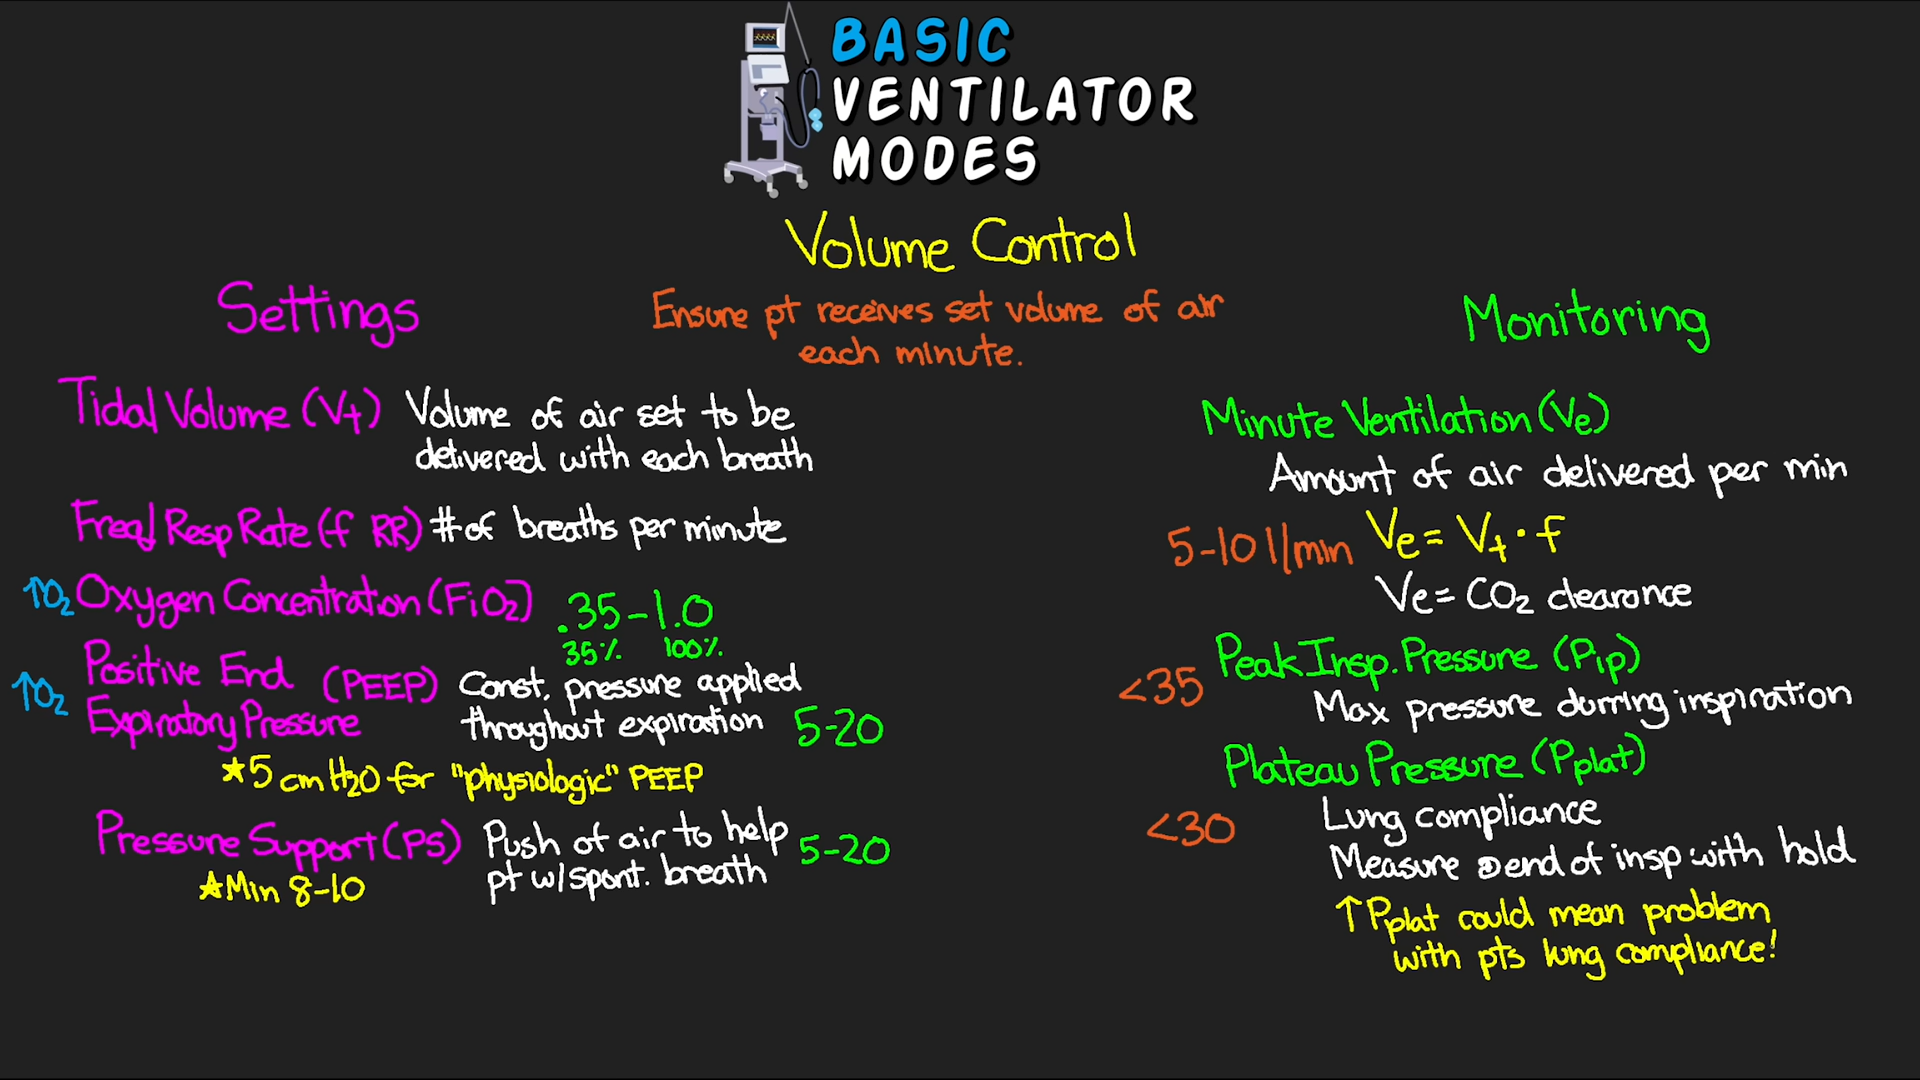 BASIC
VENTILATOR
MODES
Volume Control
Ensure pt receives set volume of air
each minute.
Settings
Tidal Volume (Vt) Volume of air set to be
delivered with each breath
Freq/Resp Rate (f RR) # of breaths per minute
↑O2 Oxygen Concentration (FiO2) .35-1.0
35% 100%
↑O2 Positive End
Expiratory Pressure (PEEP) Const. pressure applied
throughout expiration 5-20
★5 cm H2O for "physiologic" PEEP
Pressure Support (PS) Push of air to help
pt w/ spont. breath 5-20
★Min 8-10
Monitoring
Minute Ventilation (Ve)
Amount of air delivered per min
5-10 l/min Ve = Vt · f
Ve = CO2 clearance
<35 Peak Insp. Pressure (Pip)
Max pressure durring inspiration
Plateau Pressure (Pplat)
<30 Lung compliance
Measure @ end of insp with hold
↑Pplat could mean problem
with pts lung compliance!